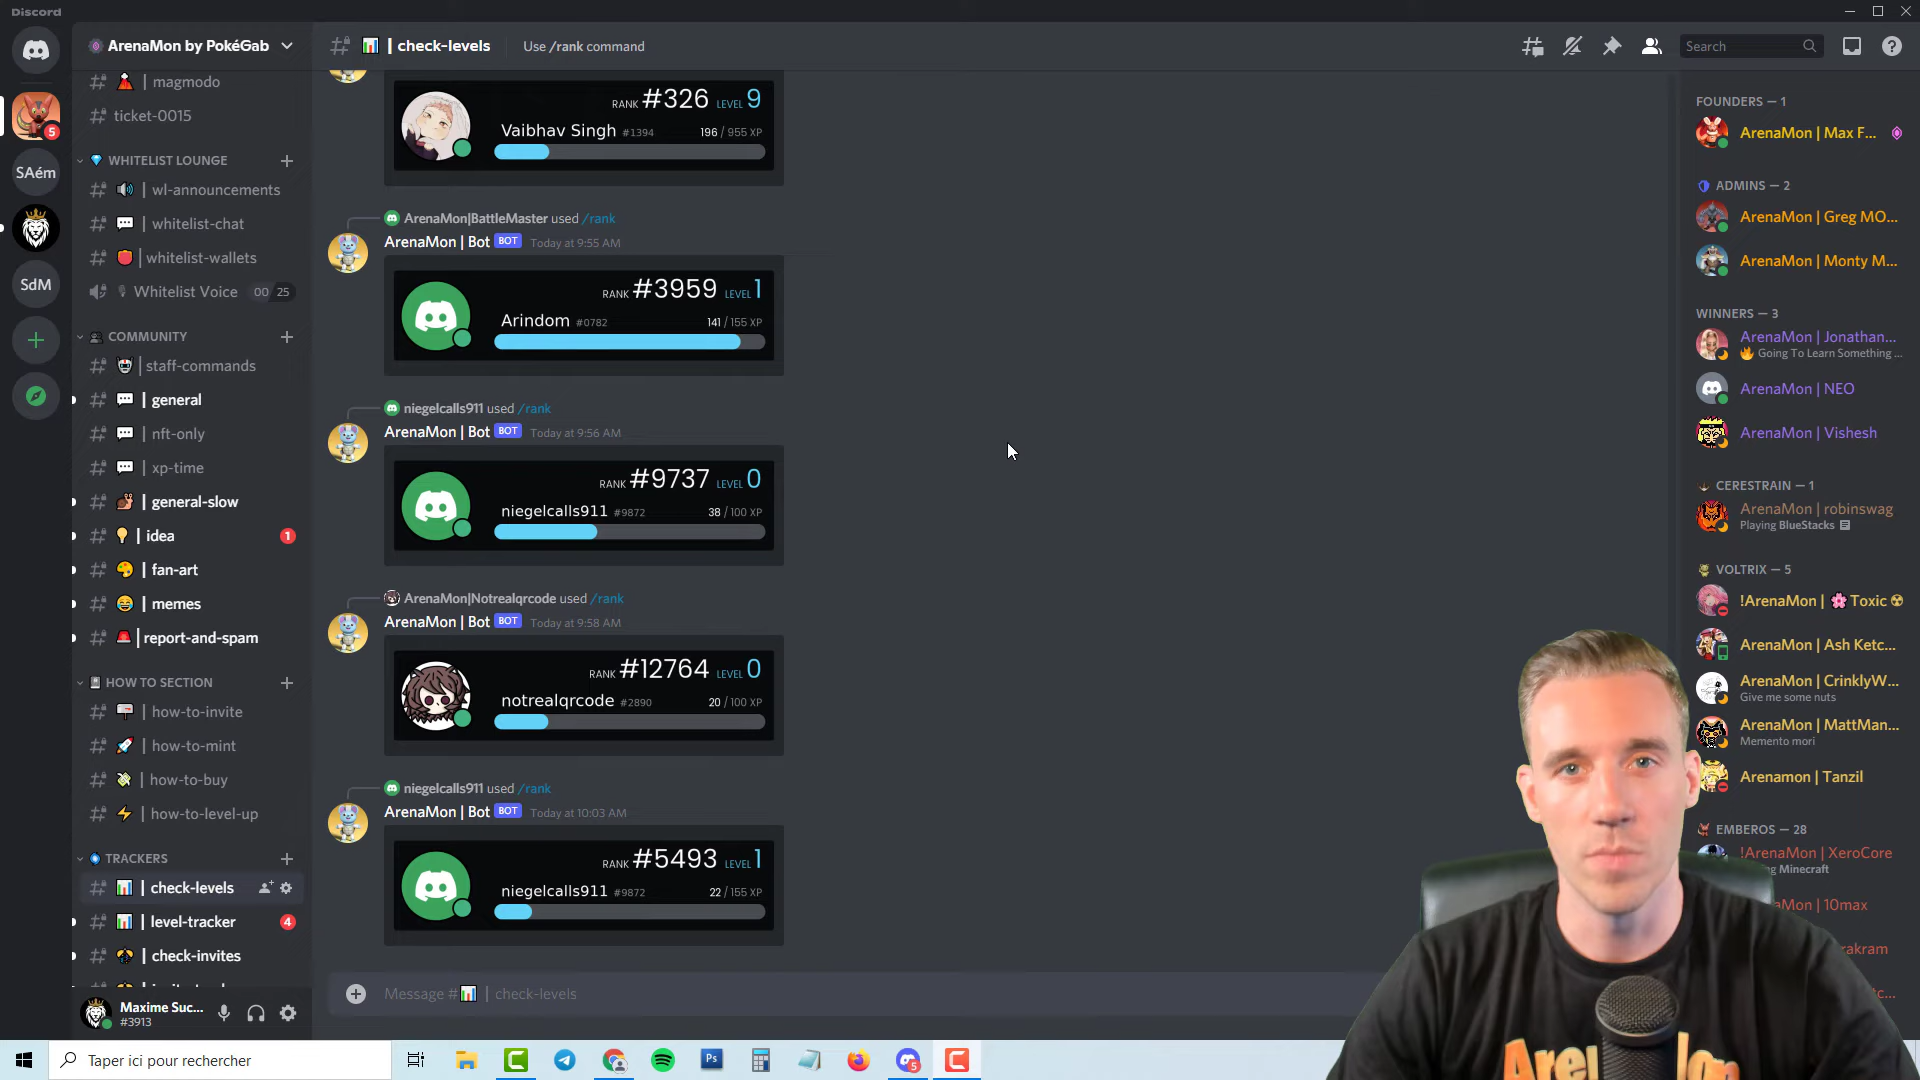 Discord
ArenaMon by PokéGab
| check-levels
Use /rank command
Search
| magmodo
ticket-0015
WHITELIST LOUNGE
| wl-announcements
| whitelist-chat
| whitelist-wallets
| Whitelist Voice 00 25
COMMUNITY
| staff-commands
| general
| nft-only
| xp-time
| general-slow
| idea 1
| fan-art
| memes
| report-and-spam
HOW TO SECTION
| how-to-invite
| how-to-mint
| how-to-buy
| how-to-level-up
TRACKERS
| check-levels
| level-tracker 4
| check-invites
5
SAém
SdM
Maxime Suc...
#3913
RANK #326 LEVEL 9
Vaibhav Singh #1394 196 / 955 XP
ArenaMon|BattleMaster used /rank
ArenaMon | Bot BOT Today at 9:55 AM
RANK #3959 LEVEL 1
Arindom #0782 141 / 155 XP
niegelcalls911 used /rank
ArenaMon | Bot BOT Today at 9:56 AM
RANK #9737 LEVEL 0
niegelcalls911 #9872 38 / 100 XP
ArenaMon|Notrealqrcode used /rank
ArenaMon | Bot BOT Today at 9:58 AM
RANK #12764 LEVEL 0
notrealqrcode #2890 20 / 100 XP
niegelcalls911 used /rank
ArenaMon | Bot BOT Today at 10:03 AM
RANK #5493 LEVEL 1
niegelcalls911 #9872 22 / 155 XP
Message # | check-levels
FOUNDERS — 1
ArenaMon | Max F...
ADMINS — 2
ArenaMon | Greg MO...
ArenaMon | Monty M...
WINNERS — 3
ArenaMon | Jonathan...
Going To Learn Something ...
ArenaMon | NEO
ArenaMon | Vishesh
CERESTRAIN — 1
ArenaMon | robinswag
Playing BlueStacks
VOLTRIX — 5
!ArenaMon | Toxic
ArenaMon | Ash Ketc...
ArenaMon | CrinklyW...
Give me some nuts
ArenaMon | MattMan...
Memento mori
Arenamon | Tanzil
EMBEROS — 28
!ArenaMon | XeroCore
Minecraft
| 10max
Taper ici pour rechercher
Ps
5